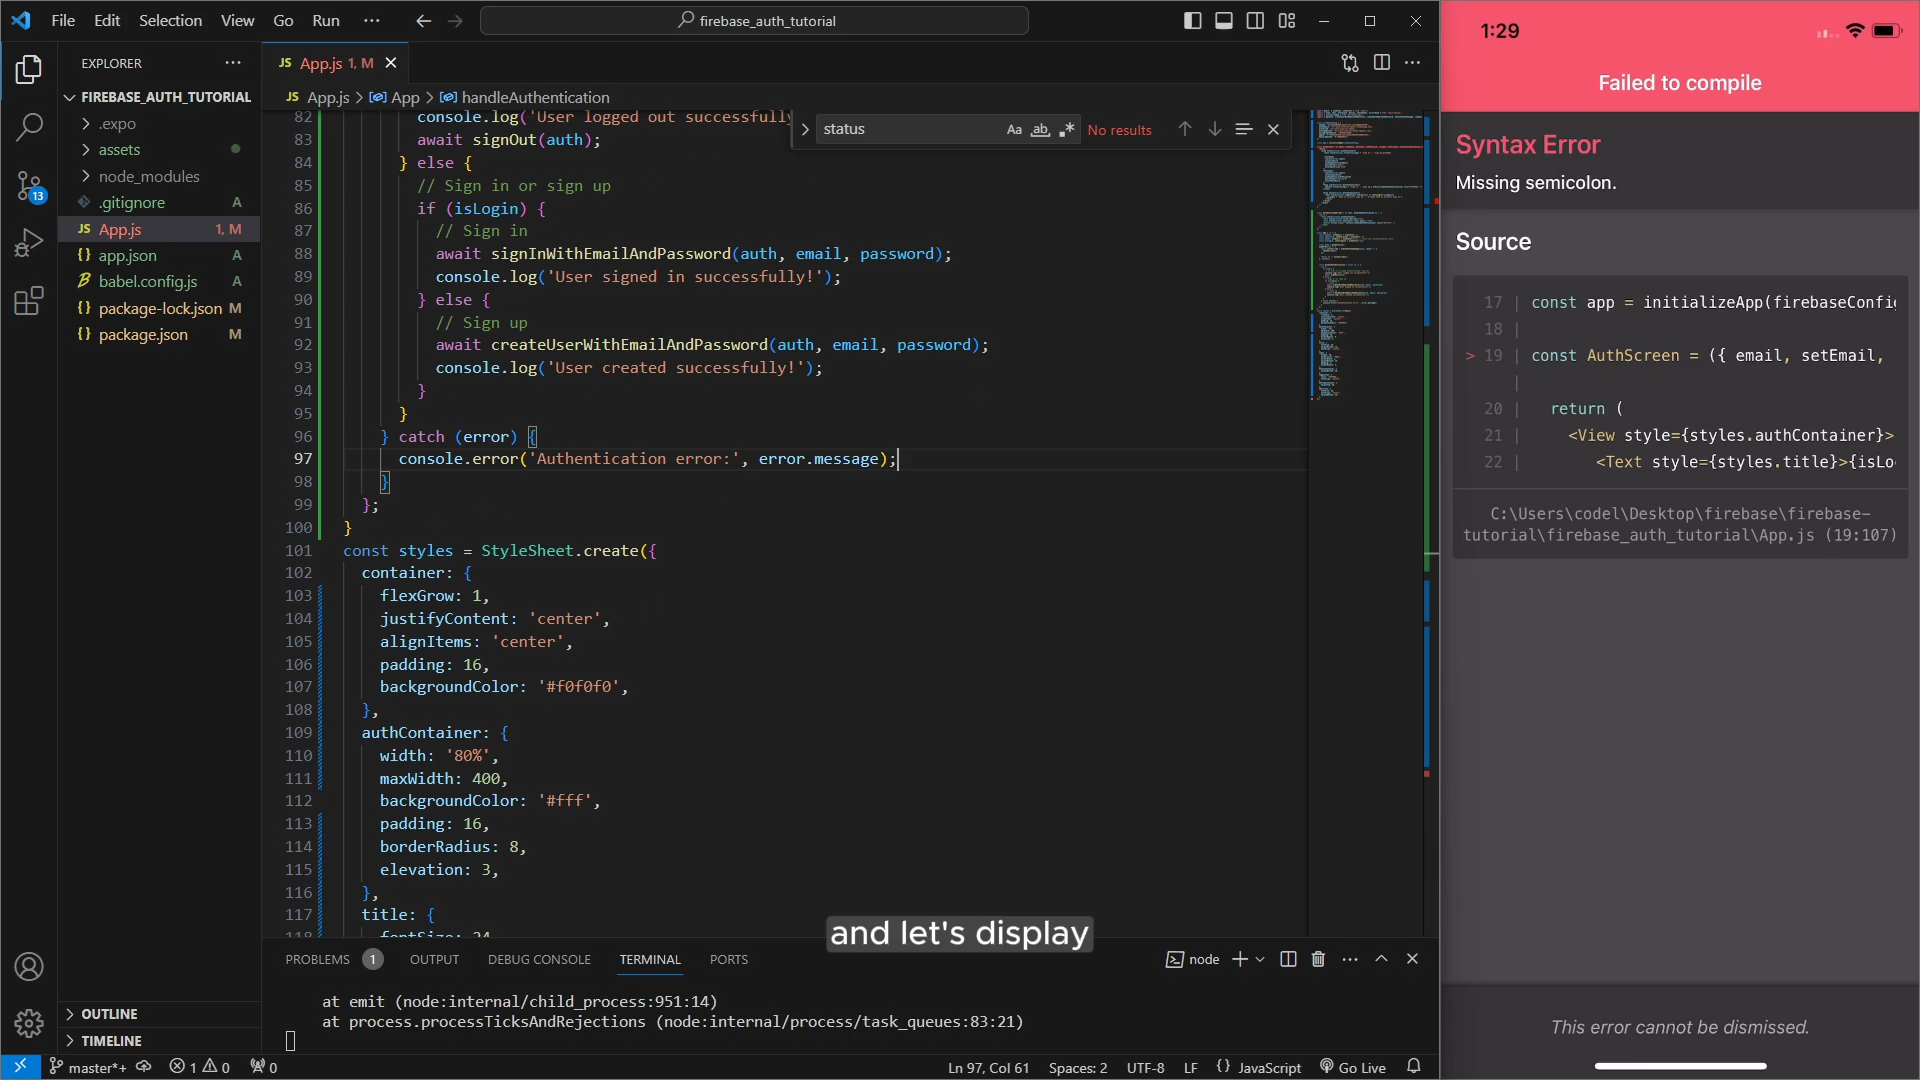 File Edit Selection View Go Run ···
firebase_auth_tutorial
EXPLORER ···
FIREBASE_AUTH_TUTORIAL
.expo
assets
node_modules
.gitignore A
JS App.js 1, M
{} app.json A
babel.config.js A
{} package-lock.json M
{} package.json M
13
OUTLINE
TIMELINE
JS App.js 1, M
JS App.js > App > handleAuthentication
status
Aa ab .* No results
82 console.log('User logged out successfully
83 await signOut(auth);
84 } else {
85 // Sign in or sign up
86 if (isLogin) {
87 // Sign in
88 await signInWithEmailAndPassword(auth, email, password);
89 console.log('User signed in successfully!');
90 } else {
91 // Sign up
92 await createUserWithEmailAndPassword(auth, email, password);
93 console.log('User created successfully!');
94 }
95 }
96 } catch (error) {
97 console.error('Authentication error:', error.message);
98 }
99 };
100 }
101 const styles = StyleSheet.create({
102 container: {
103 flexGrow: 1,
104 justifyContent: 'center',
105 alignItems: 'center',
106 padding: 16,
107 backgroundColor: '#f0f0f0',
108 },
109 authContainer: {
110 width: '80%',
111 maxWidth: 400,
112 backgroundColor: '#fff',
113 padding: 16,
114 borderRadius: 8,
115 elevation: 3,
116 },
117 title: {
118 fontSize: 24
and let's display
PROBLEMS 1 OUTPUT DEBUG CONSOLE TERMINAL PORTS
node
at emit (node:internal/child_process:951:14)
at process.processTicksAndRejections (node:internal/process/task_queues:83:21)
master*+ 1 0 0
Ln 97, Col 61 Spaces: 2 UTF-8 LF {} JavaScript Go Live
1:29
Failed to compile
Syntax Error
Missing semicolon.
Source
17 | const app = initializeApp(firebaseConfig
18 |
> 19 | const AuthScreen = ({ email, setEmail,
|
20 | return (
21 | <View style={styles.authContainer}>
22 | <Text style={styles.title}>{isLo
C:\Users\codel\Desktop\firebase\firebase-
tutorial\firebase_auth_tutorial\App.js (19:107)
This error cannot be dismissed.